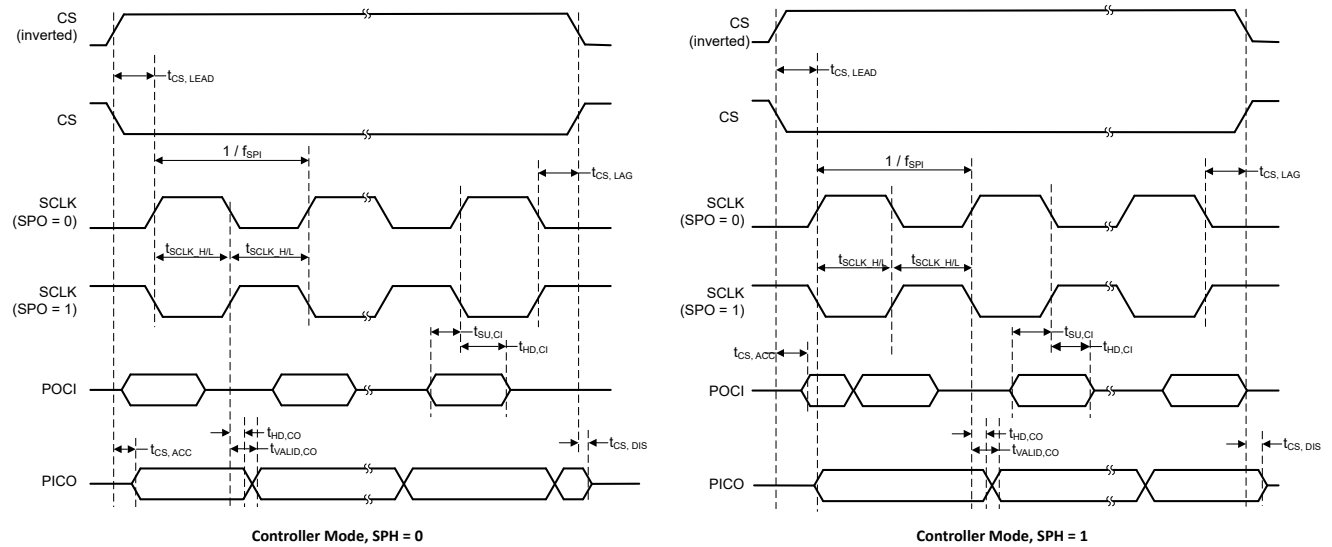 CS
(inverted)
tCS, LEAD
CS
1 / fSPI
tCS, LAG
SCLK
(SPO = 0)
tSCLK_H/L
tSCLK_H/L
SCLK
(SPO = 1)
tSU,CI
tHD,CI
POCI
tHD,CO
tCS, ACC
tVALID,CO
tCS, DIS
PICO
Controller Mode, SPH = 0
CS
(inverted)
tCS, LEAD
CS
1 / fSPI
tCS, LAG
SCLK
(SPO = 0)
tSCLK_H/L
tSCLK_H/L
SCLK
(SPO = 1)
tSU,CI
tCS, ACC
tHD,CI
POCI
tHD,CO
tVALID,CO
tCS, DIS
PICO
Controller Mode, SPH = 1